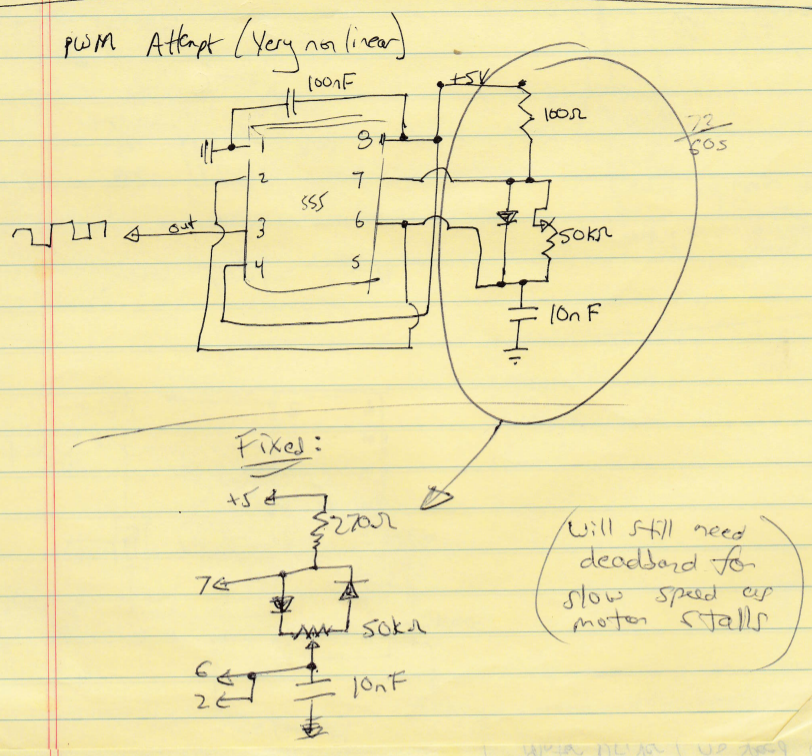 PWM Attempt (Very non linear)
100nF
+5V
100Ω
72
60s
1
8
2
7
555
out
3
6
50kΩ
4
5
10nF
Fixed:
+5
270Ω
7
50kΩ
6
2
10nF
(Will still need
deadband for
slow speed as
motor stalls)